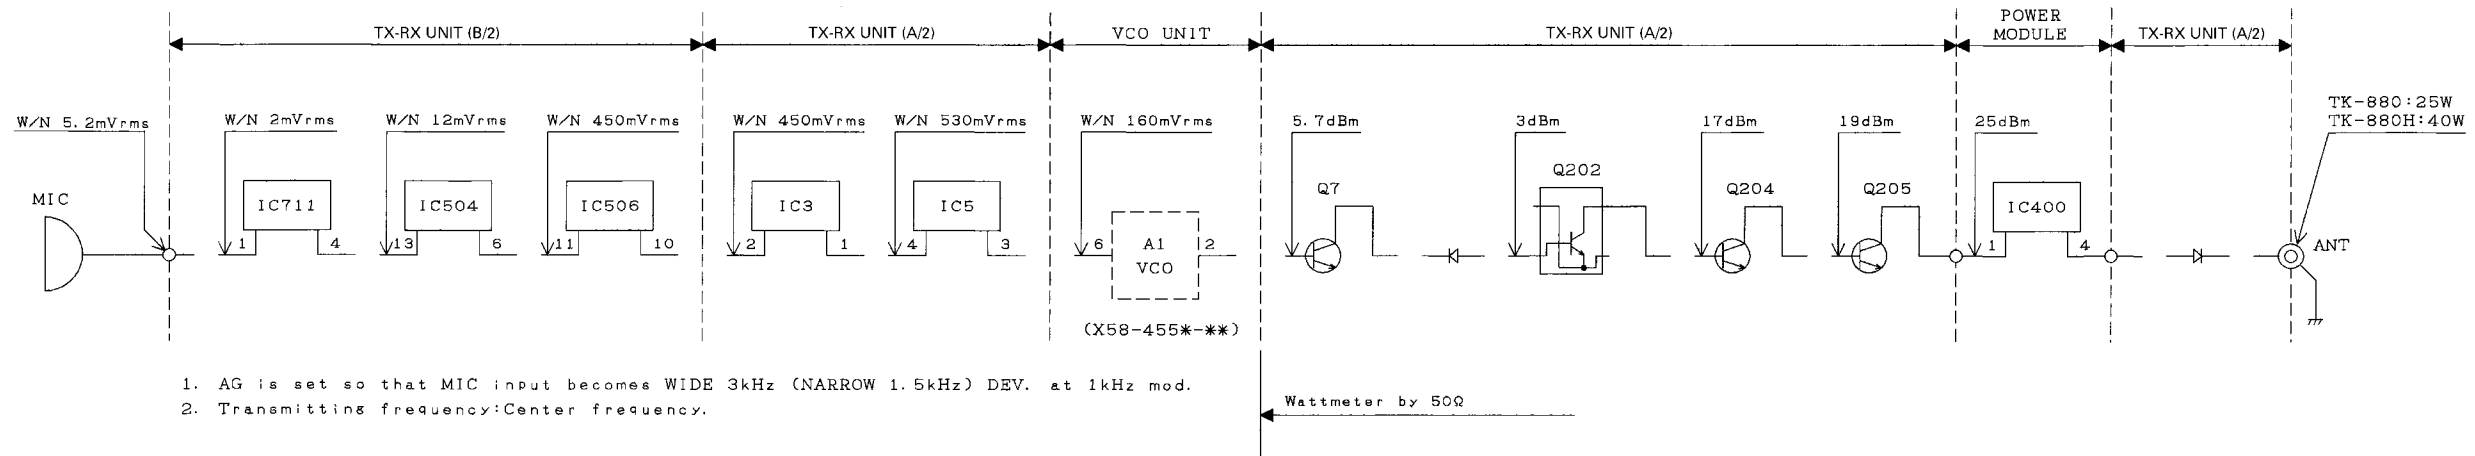 TX-RX UNIT (B/2)
TX-RX UNIT (A/2)
VCO UNIT
TX-RX UNIT (A/2)
POWER
MODULE
TX-RX UNIT (A/2)
W/N 5.2mVrms
W/N 2mVrms
W/N 12mVrms
W/N 450mVrms
W/N 450mVrms
W/N 530mVrms
W/N 160mVrms
5.7dBm
3dBm
17dBm
19dBm
25dBm
TK-880:25W
TK-880H:40W
MIC
IC711
1
4
IC504
13
6
IC506
11
10
IC3
2
1
IC5
4
3
A1
VCO
6
2
(X58-455*-**)
Q7
Q202
Q204
Q205
IC400
1
4
ANT
1. AG is set so that MIC input becomes WIDE 3kHz (NARROW 1.5kHz) DEV. at 1kHz mod.
2. Transmitting frequency:Center frequency.
Wattmeter by 50Ω